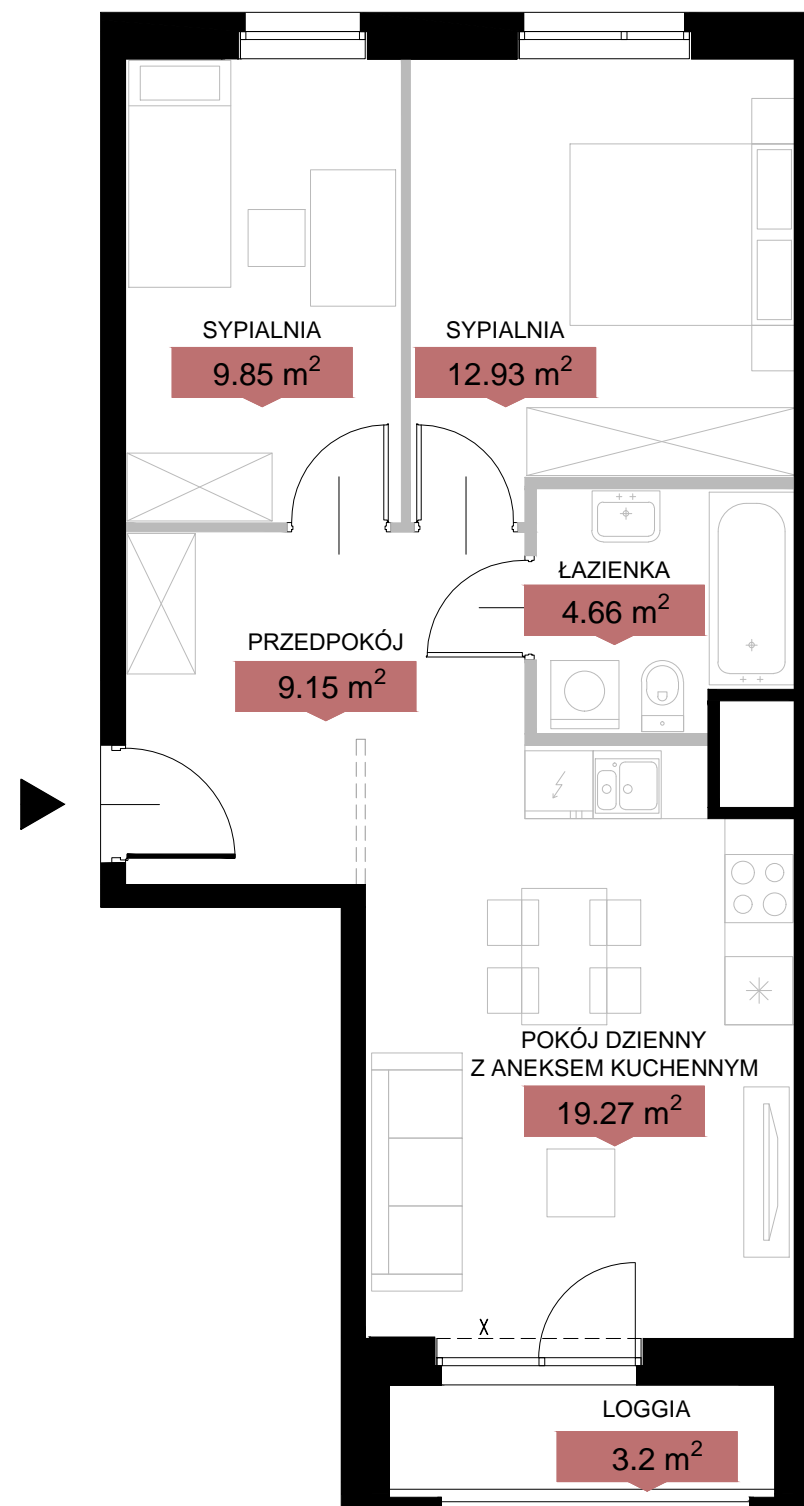 SYPIALNIA
9.85 m²
SYPIALNIA
12.93 m²
ŁAZIENKA
4.66 m²
PRZEDPOKÓJ
9.15 m²
POKÓJ DZIENNY
Z ANEKSEM KUCHENNYM
19.27 m²
X
LOGGIA
3.2 m²